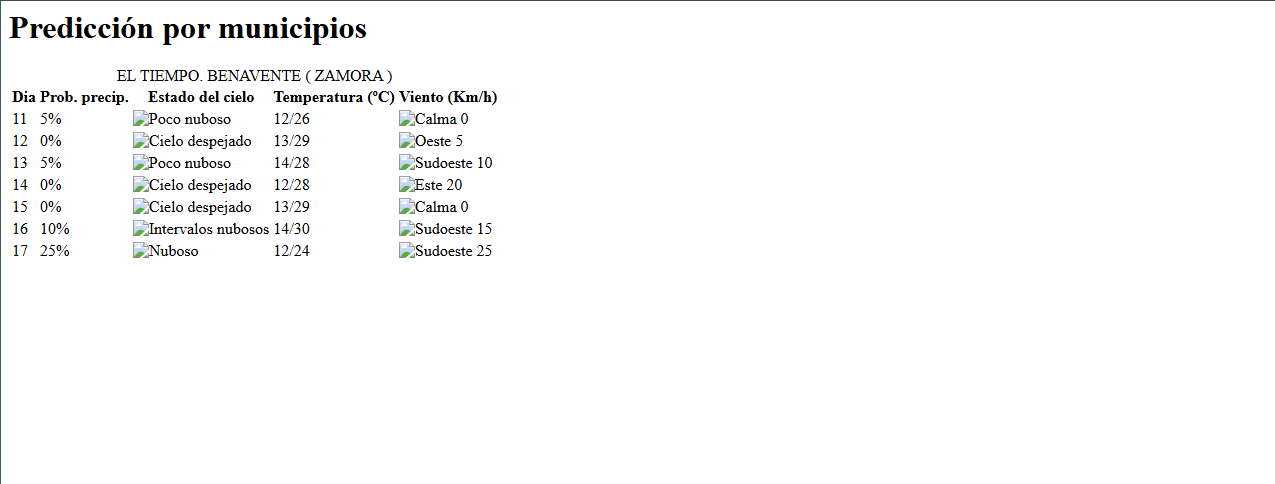 Predicción por municipios
EL TIEMPO. BENAVENTE ( ZAMORA )
Dia Prob. precip. Estado del cielo Temperatura (ºC) Viento (Km/h)
11 5% Poco nuboso 12/26 Calma 0
12 0% Cielo despejado 13/29 Oeste 5
13 5% Poco nuboso 14/28 Sudoeste 10
14 0% Cielo despejado 12/28 Este 20
15 0% Cielo despejado 13/29 Calma 0
16 10% Intervalos nubosos 14/30 Sudoeste 15
17 25% Nuboso 12/24 Sudoeste 25